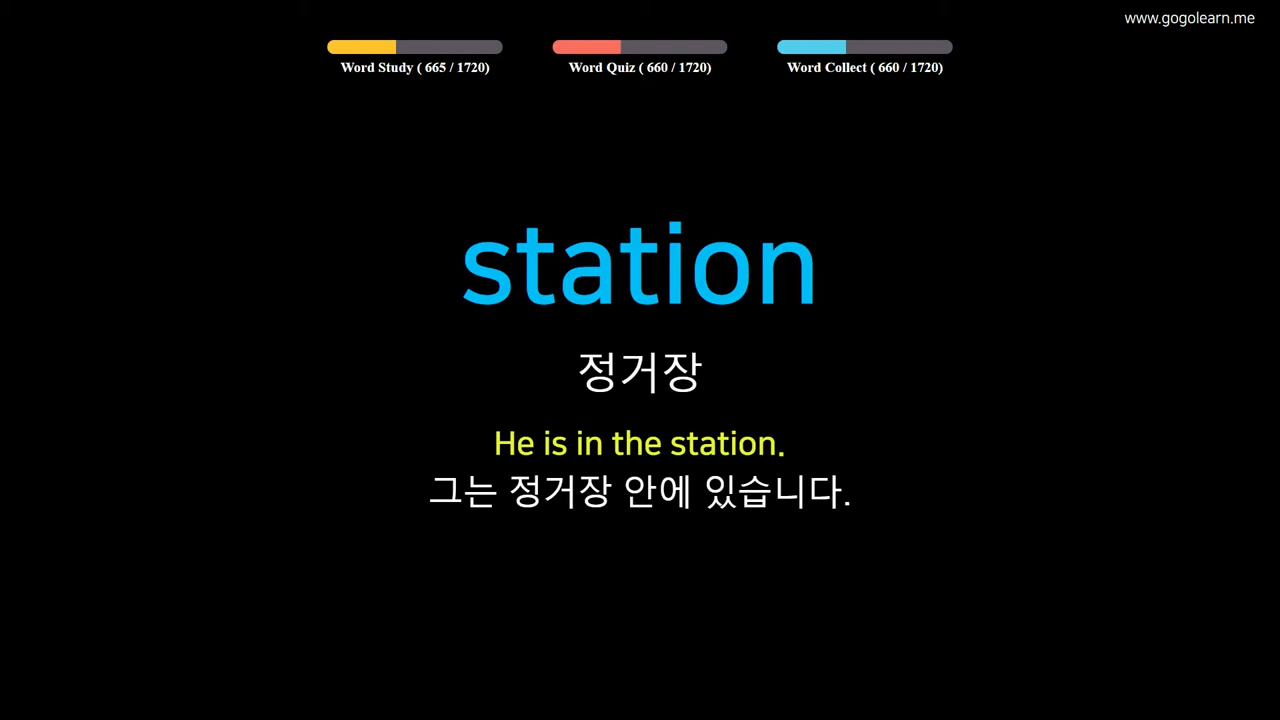 www.gogolearn.me
Word Study ( 665 / 1720)
Word Quiz ( 660 / 1720)
Word Collect ( 660 / 1720)
station
정거장
He is in the station.
그는 정거장 안에 있습니다.